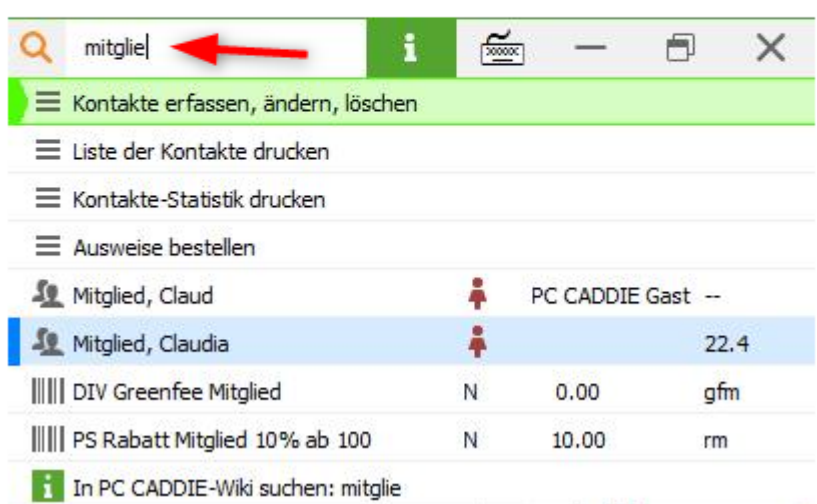 mitglie
Kontakte erfassen, ändern, löschen
Liste der Kontakte drucken
Kontakte-Statistik drucken
Ausweise bestellen
Mitglied, Claud PC CADDIE Gast --
Mitglied, Claudia 22.4
DIV Greenfee Mitglied N 0.00 gfm
PS Rabatt Mitglied 10% ab 100 N 10.00 rm
In PC CADDIE-Wiki suchen: mitglie